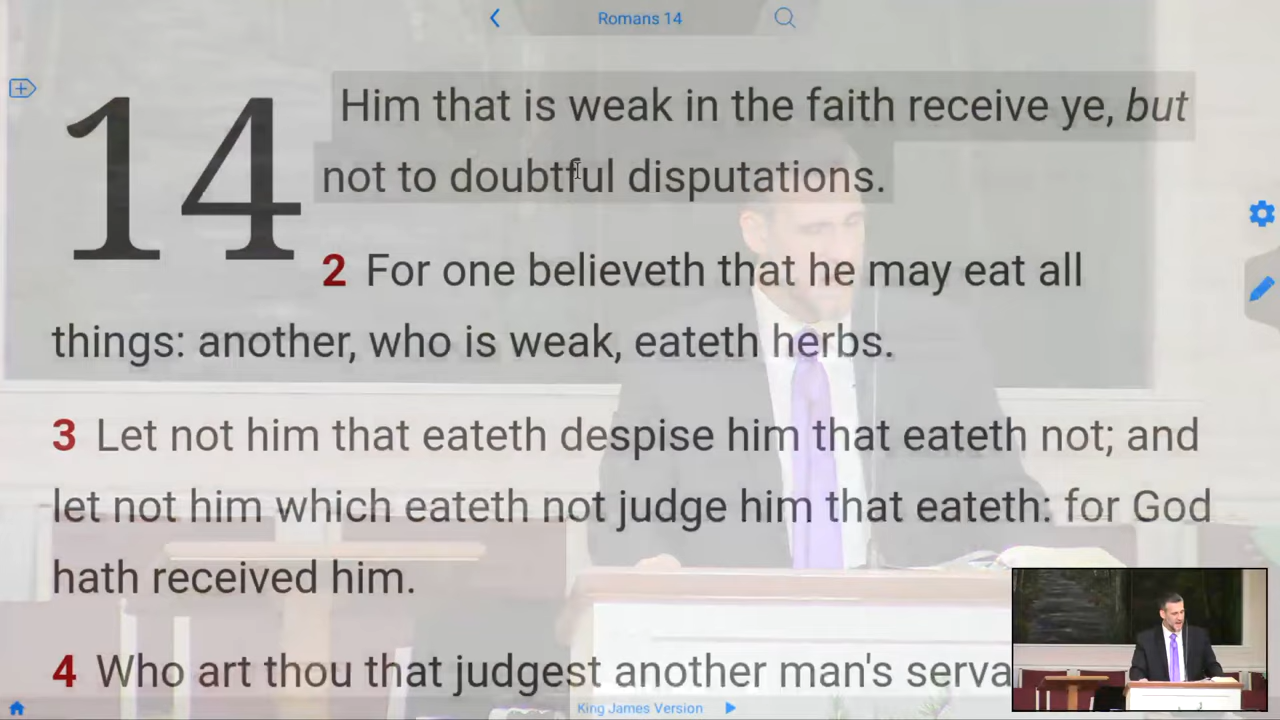 Romans 14
14 Him that is weak in the faith receive ye, but
not to doubtful disputations.
2 For one believeth that he may eat all
things: another, who is weak, eateth herbs.
3 Let not him that eateth despise him that eateth not; and
let not him which eateth not judge him that eateth: for God
hath received him.
4 Who art thou that judgest another man's serva
King James Version